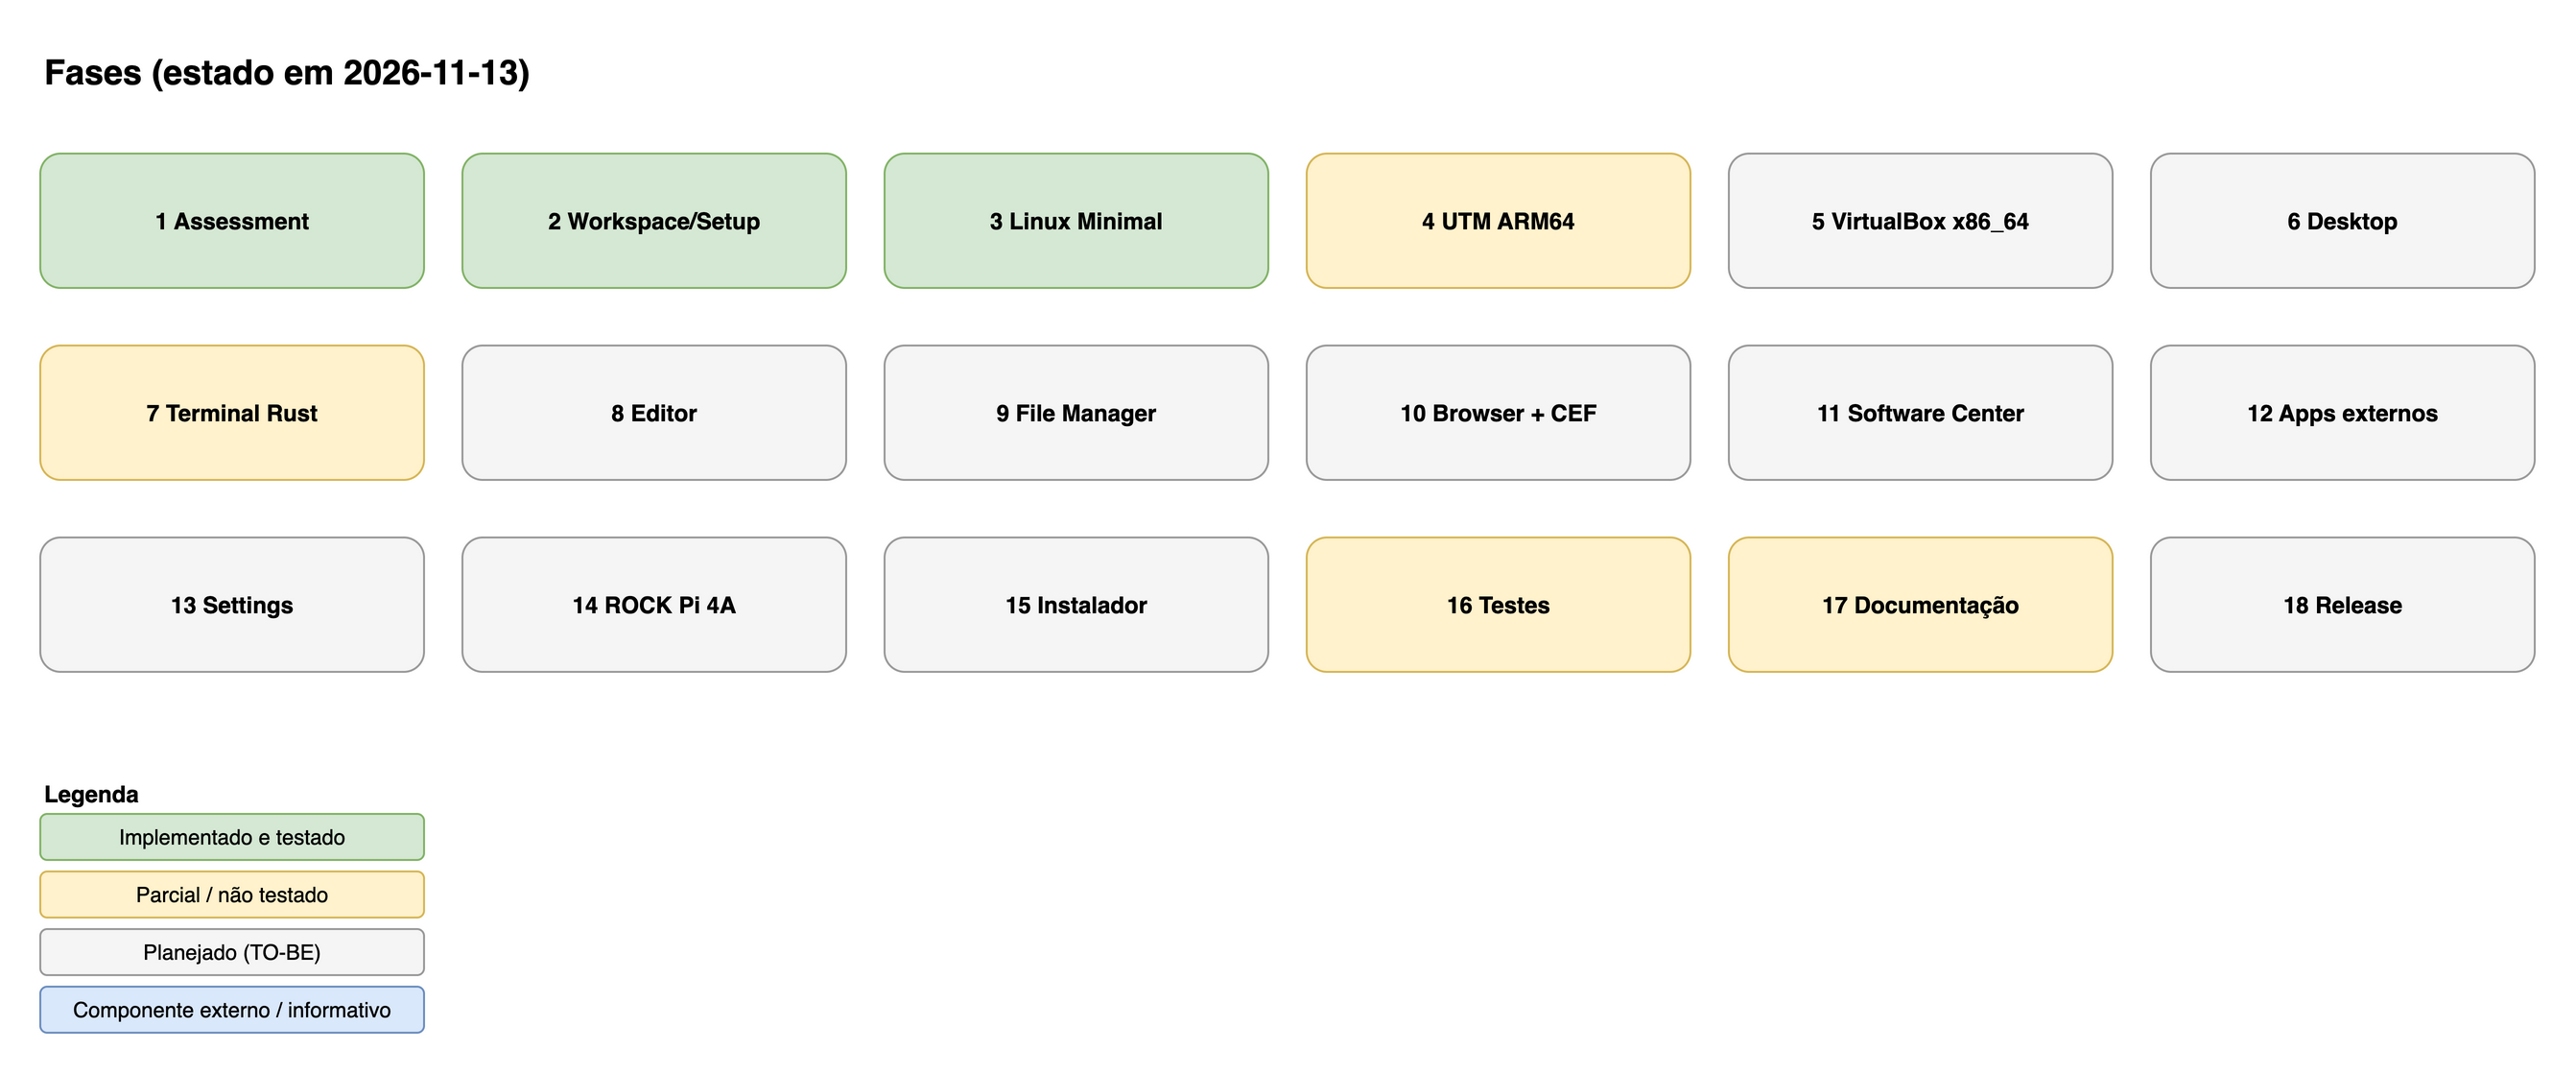 Fases (estado em 2026-11-13)
1 Assessment
2 Workspace/Setup
3 Linux Minimal
4 UTM ARM64
5 VirtualBox x86_64
6 Desktop
7 Terminal Rust
8 Editor
9 File Manager
10 Browser + CEF
11 Software Center
12 Apps externos
13 Settings
14 ROCK Pi 4A
15 Instalador
16 Testes
17 Documentação
18 Release
Legenda
Implementado e testado
Parcial / não testado
Planejado (TO-BE)
Componente externo / informativo